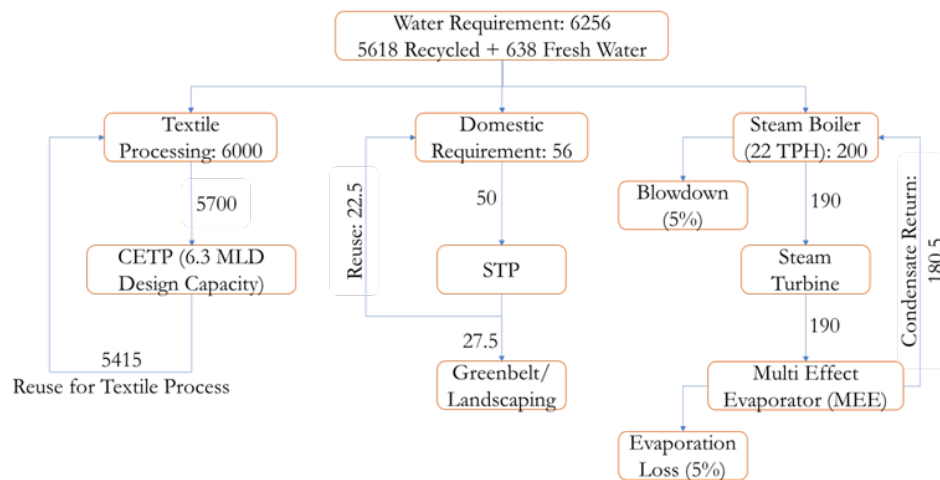 Water Requirement: 6256
5618 Recycled + 638 Fresh Water
Textile
Processing: 6000
Domestic
Requirement: 56
Steam Boiler
(22 TPH): 200
5700
Reuse: 22.5
50
Blowdown
(5%)
190
Condensate Return:
180.5
CETP (6.3 MLD
Design Capacity)
STP
Steam
Turbine
5415
Reuse for Textile Process
27.5
190
Greenbelt/
Landscaping
Multi Effect
Evaporator (MEE)
Evaporation
Loss (5%)